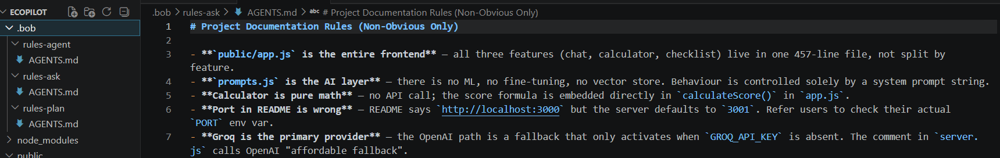 ECOPILOT
.bob
rules-agent
AGENTS.md
rules-ask
AGENTS.md
rules-plan
AGENTS.md
node_modules
public
.bob > rules-ask > AGENTS.md > abc # Project Documentation Rules (Non-Obvious Only)
1 # Project Documentation Rules (Non-Obvious Only)
2
3 - **`public/app.js` is the entire frontend** — all three features (chat, calculator, checklist) live in one 457-line file, not split by
feature.
4 - **`prompts.js` is the AI layer** — there is no ML, no fine-tuning, no vector store. Behaviour is controlled solely by a system prompt string.
5 - **Calculator is pure math** — no API call; the score formula is embedded directly in `calculateScore()` in `app.js`.
6 - **Port in README is wrong** — README says `http://localhost:3000` but the server defaults to `3001`. Refer users to check their actual
`PORT` env var.
7 - **Groq is the primary provider** — the OpenAI path is a fallback that only activates when `GROQ_API_KEY` is absent. The comment in `server.
js` calls OpenAI "affordable fallback".